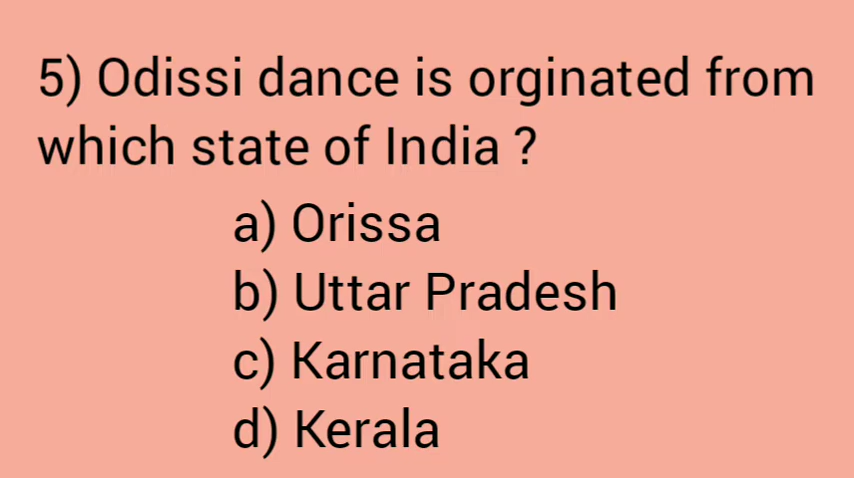 5) Odissi dance is orginated from
which state of India ?
a) Orissa
b) Uttar Pradesh
c) Karnataka
d) Kerala